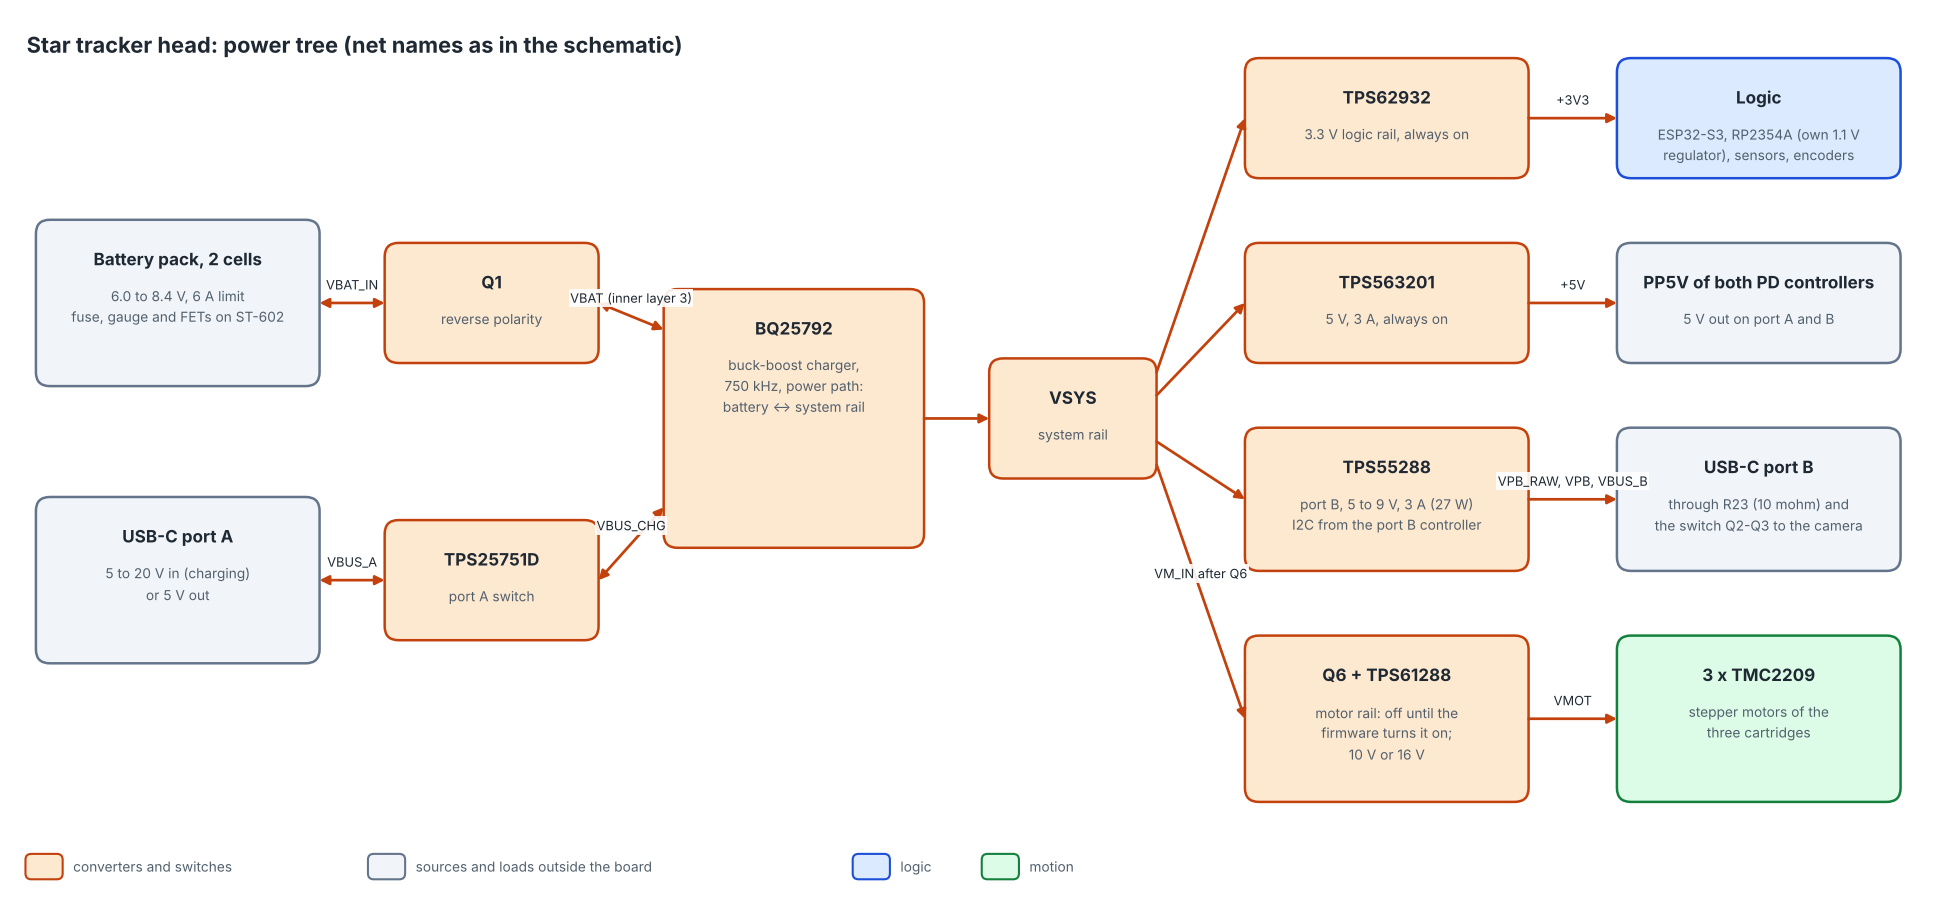 Star tracker head: power tree (net names as in the schematic)
Battery pack, 2 cells
6.0 to 8.4 V, 6 A limit
fuse, gauge and FETs on ST-602
VBAT_IN
Q1
reverse polarity
VBAT (inner layer 3)
USB-C port A
5 to 20 V in (charging)
or 5 V out
VBUS_A
TPS25751D
port A switch
VBUS_CHG
BQ25792
buck-boost charger,
750 kHz, power path:
battery ↔ system rail
VSYS
system rail
TPS62932
3.3 V logic rail, always on
+3V3
Logic
ESP32-S3, RP2354A (own 1.1 V
regulator), sensors, encoders
TPS563201
5 V, 3 A, always on
+5V
PP5V of both PD controllers
5 V out on port A and B
TPS55288
port B, 5 to 9 V, 3 A (27 W)
I2C from the port B controller
VPB_RAW, VPB, VBUS_B
USB-C port B
through R23 (10 mohm) and
the switch Q2-Q3 to the camera
VM_IN after Q6
Q6 + TPS61288
motor rail: off until the
firmware turns it on;
10 V or 16 V
VMOT
3 x TMC2209
stepper motors of the
three cartridges
converters and switches
sources and loads outside the board
logic
motion